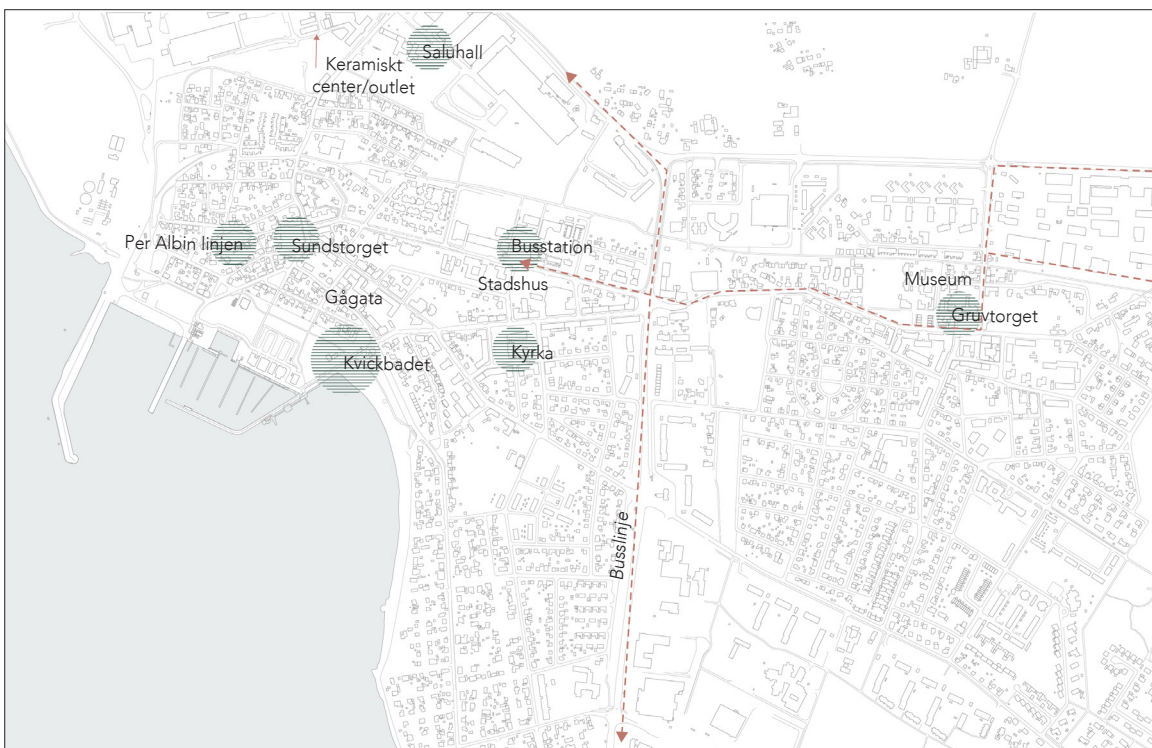 Saluhall
Keramiskt
center/outlet
Per Albin linjen
Sundstorget
Busstation
Stadshus
Museum
Gågata
Gruvtorget
Kyrka
Kvickbadet
Busslinje